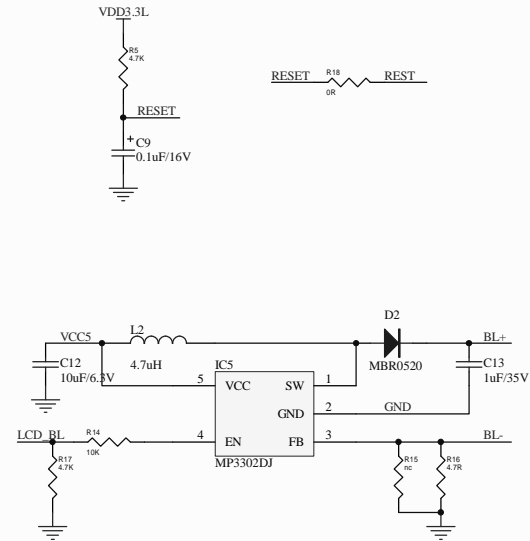 VDD3.3L
R5
4.7K
RESET
C9
0.1uF/16V
RESET R18 REST
0R
D2
VCC5 L2 BL+
C12 4.7uH MBR0520 C13
10uF/6.3V IC5 1uF/35V
5 VCC SW 1
GND 2 GND
LCD_BL R14 4 EN FB 3 BL-
10K
MP3302DJ
R17 R15 R16
4.7K nc 4.7R